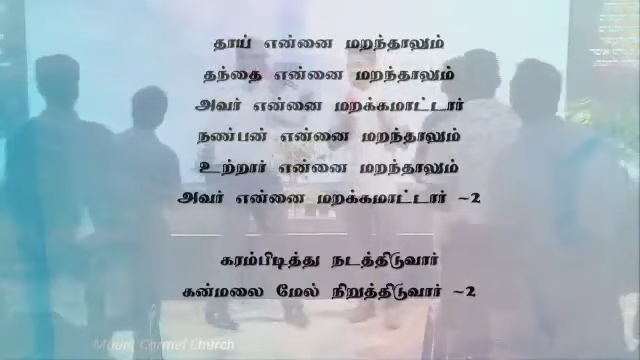 தாய் என்னை மறந்தாலும்
தந்தை என்னை மறந்தாலும்
அவர் என்னை மறக்கமாட்டார்
நண்பன் என்னை மறந்தாலும்
உற்றார் என்னை மறந்தாலும்
அவர் என்னை மறக்கமாட்டார் ~2
கரம்பிடித்து நடத்திடுவார்
கன்மலை மேல் நிறுத்திடுவார் ~2
Mount Carmel Church